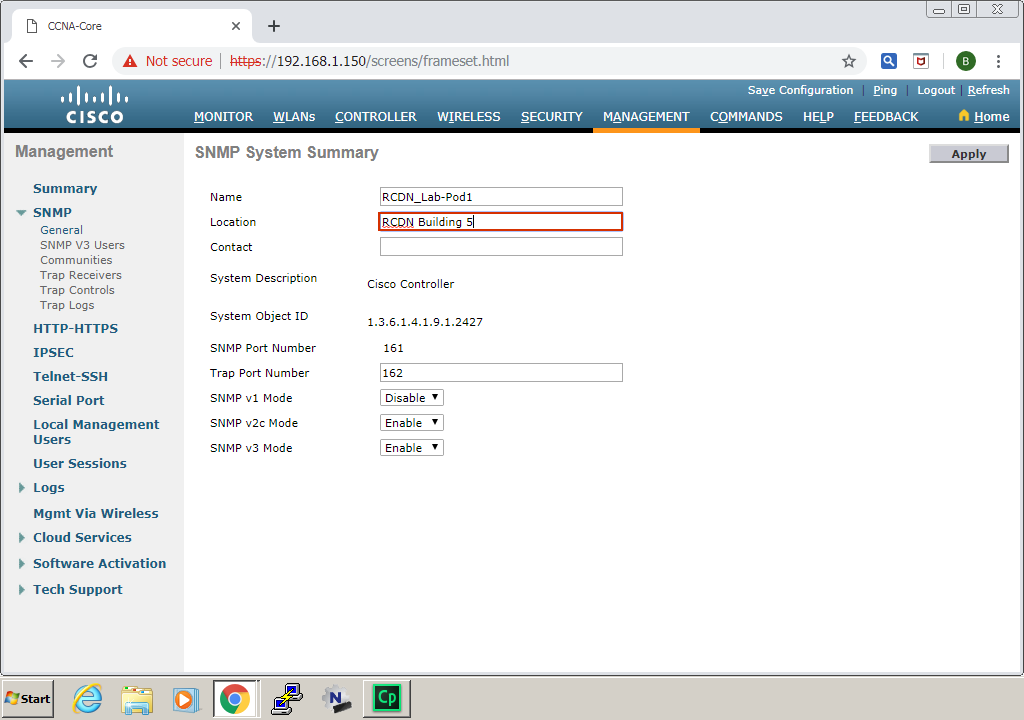 CCNA-Core
Not secure https://192.168.1.150/screens/frameset.html B
Save Configuration Ping Logout Refresh
CISCO
MONITOR WLANs CONTROLLER WIRELESS SECURITY MANAGEMENT COMMANDS HELP FEEDBACK Home
Management
Summary
SNMP
General
SNMP V3 Users
Communities
Trap Receivers
Trap Controls
Trap Logs
HTTP-HTTPS
IPSEC
Telnet-SSH
Serial Port
Local Management
Users
User Sessions
Logs
Mgmt Via Wireless
Cloud Services
Software Activation
Tech Support
SNMP System Summary
Apply
Name RCDN_Lab-Pod1
Location RCDN Building 5
Contact
System Description Cisco Controller
System Object ID 1.3.6.1.4.1.9.1.2427
SNMP Port Number 161
Trap Port Number 162
SNMP v1 Mode Disable
SNMP v2c Mode Enable
SNMP v3 Mode Enable
Start N Cp